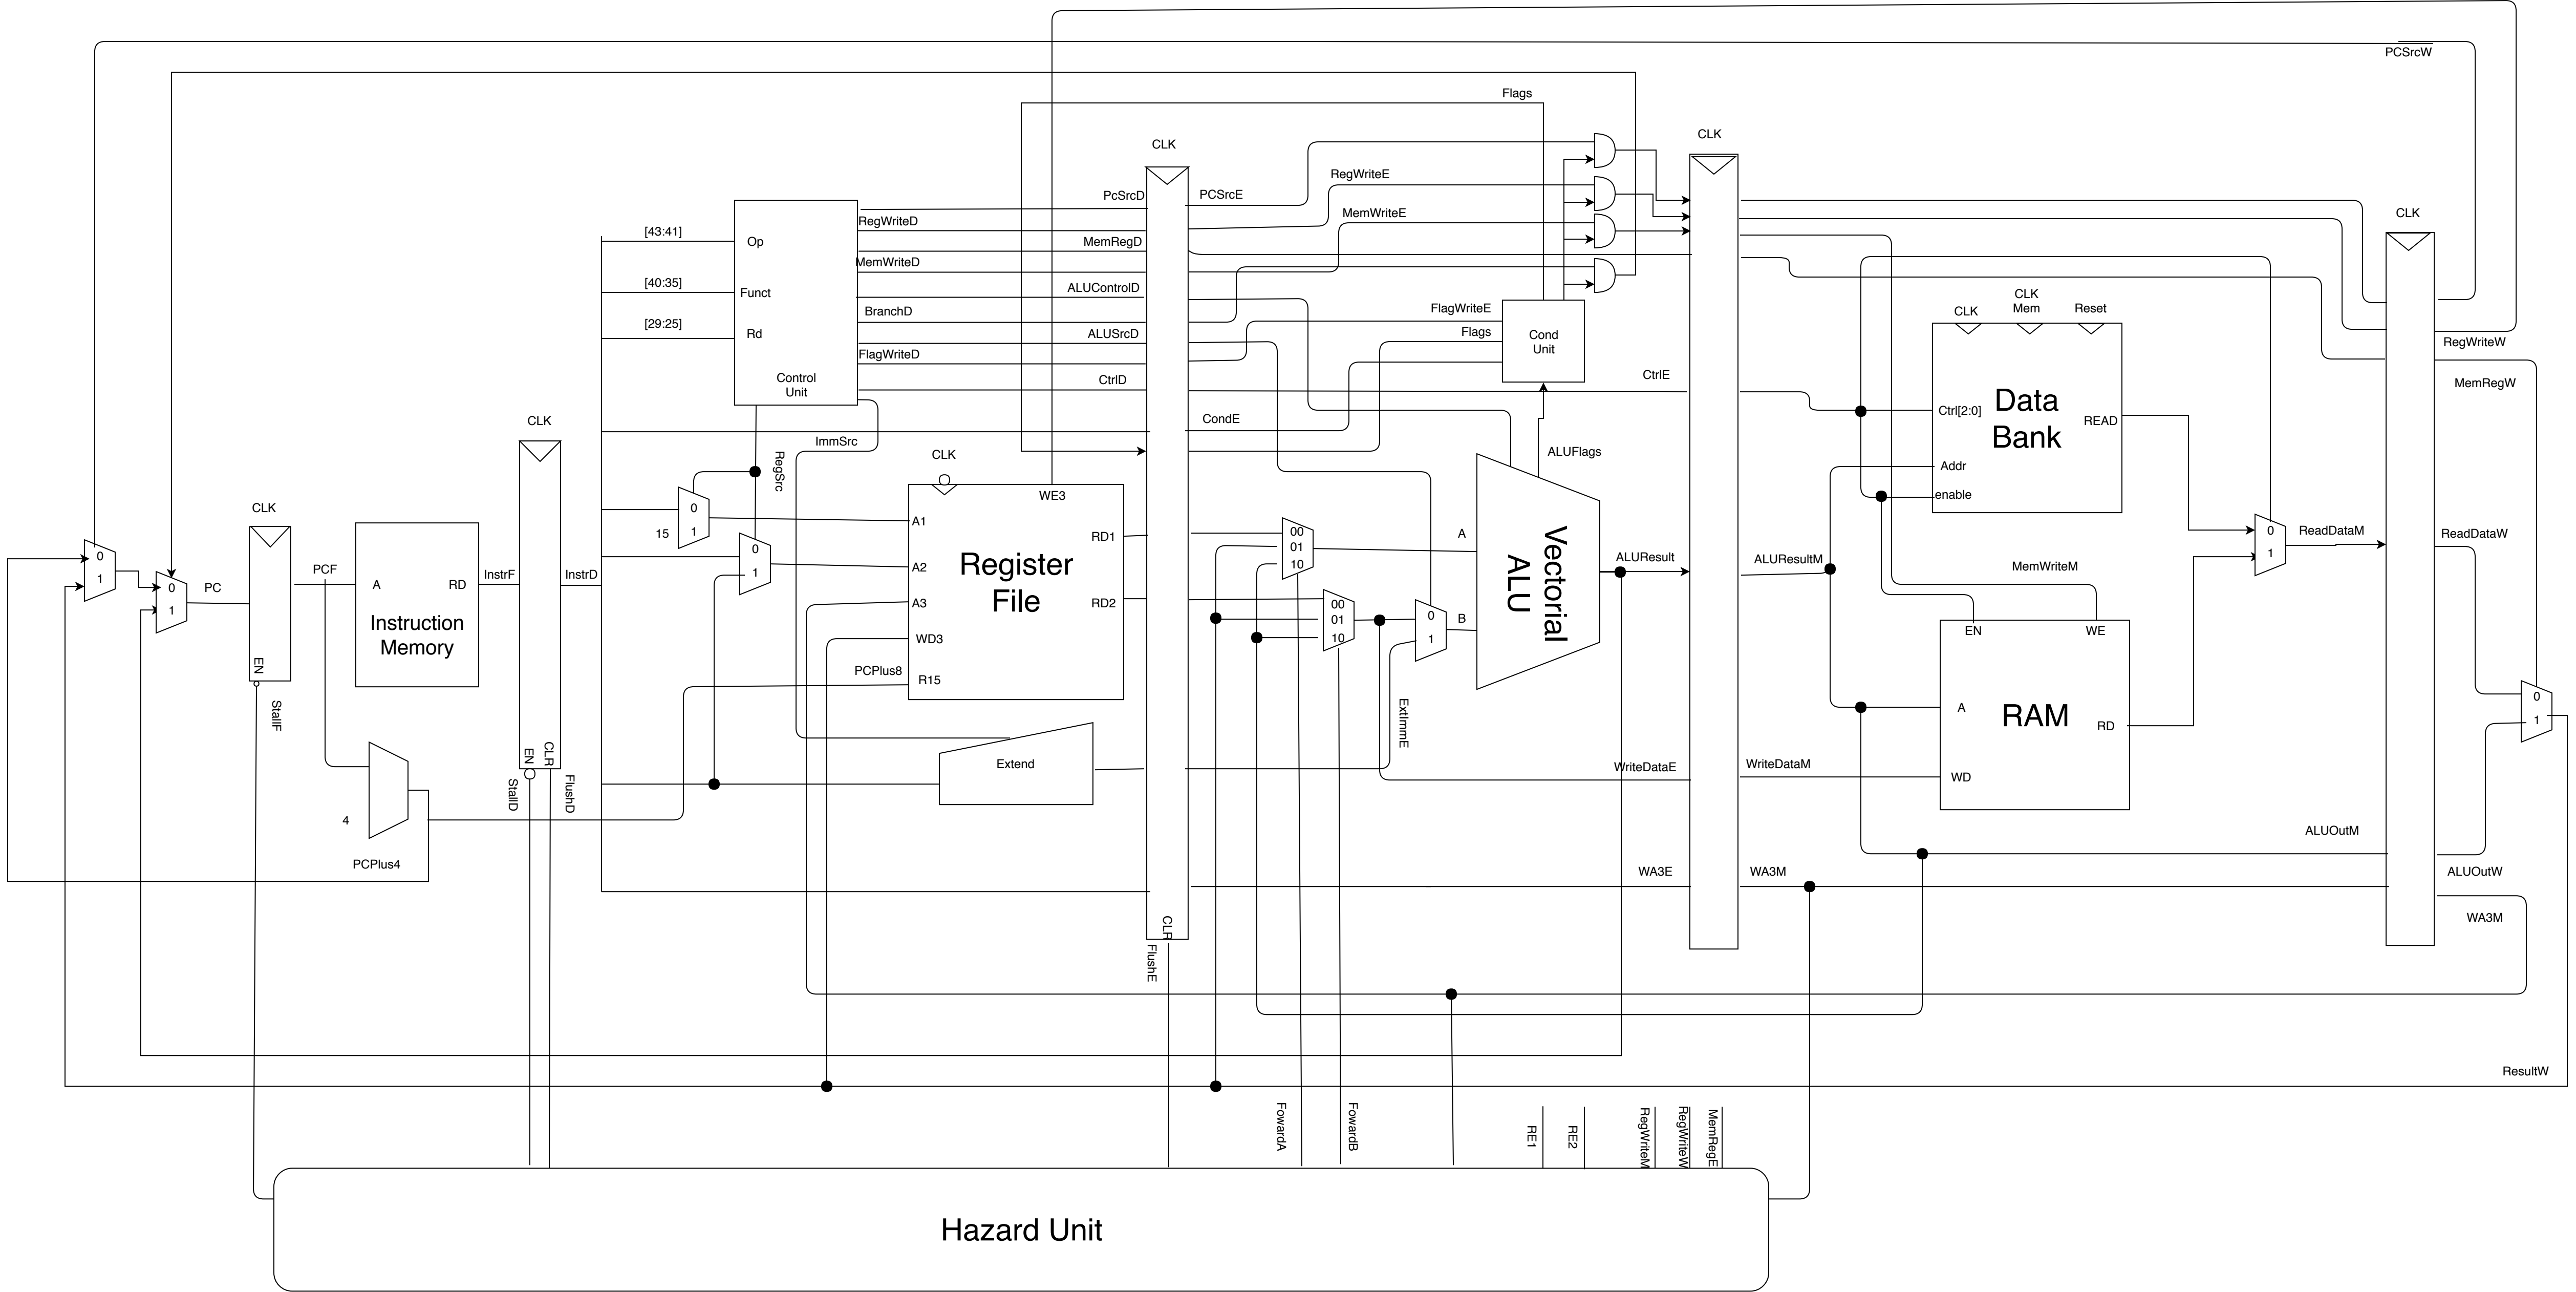 PCSrcW
Flags
CLK
CLK
CLK
CLK
CLK
CLK
PcSrcD
PCSrcE
RegWriteE
MemWriteE
RegWriteD
MemRegD
MemWriteD
ALUControlD
BranchD
ALUSrcD
FlagWriteD
CtrlD
[43:41]
[40:35]
[29:25]
Op
Funct
Rd
Control
Unit
ImmSrc
RegSrc
FlagWriteE
Flags
Cond
Unit
CtrlE
CondE
ALUFlags
CLK
CLK
Mem
Reset
Ctrl[2:0]
Addr
enable
READ
Data
Bank
RegWriteW
MemRegW
0
1
0
1
PC
EN
StallF
PCF
A
RD
Instruction
Memory
InstrF
InstrD
4
PCPlus4
EN
CLR
StallD
FlushD
0
1
15
0
1
CLK
WE3
A1
A2
A3
WD3
R15
RD1
RD2
Register
File
PCPlus8
Extend
CLR
FlushE
00
01
10
00
01
10
0
1
A
B
Vectorial
ALU
ExtImmE
ALUResult
ALUResultM
WriteDataE
WriteDataM
WA3E
WA3M
MemWriteM
EN
WE
A
RD
WD
RAM
0
1
ReadDataM
ReadDataW
0
1
ALUOutM
ALUOutW
WA3M
ResultW
FowardA
FowardB
RE1
RE2
RegWriteM
RegWriteW
MemRegE
Hazard Unit